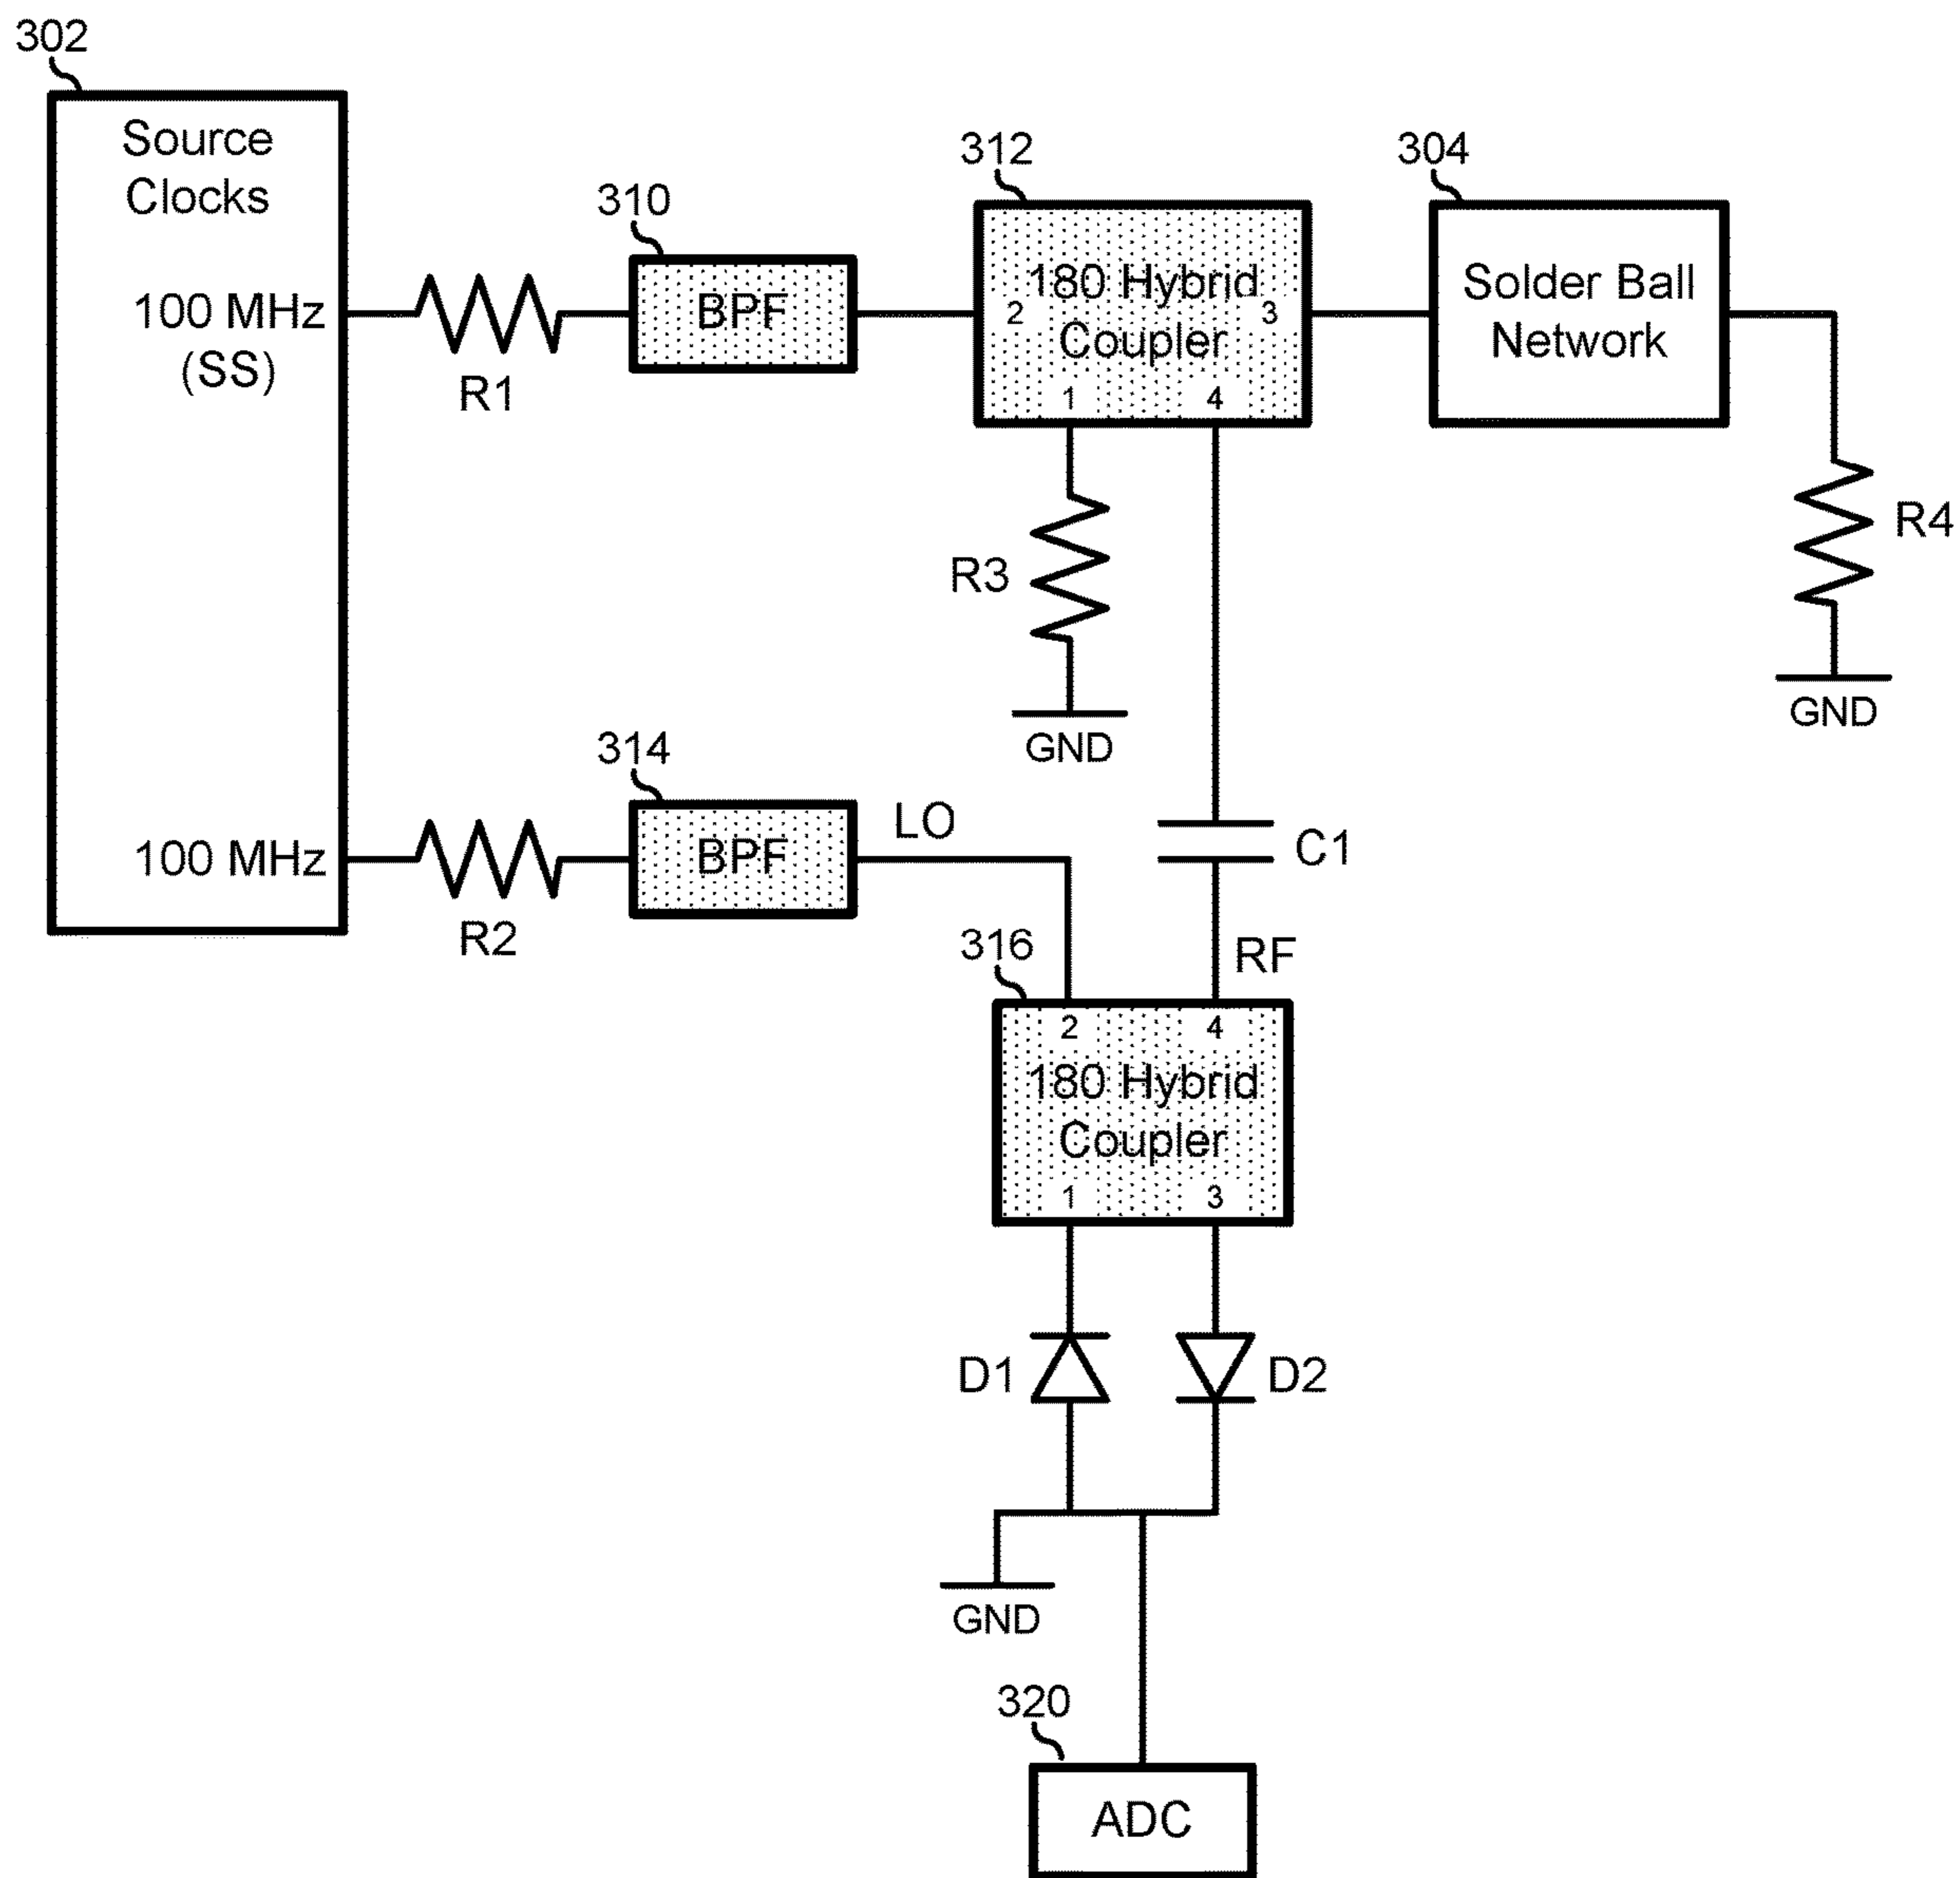 302
Source
Clocks
100 MHz
(SS)
R1
310
BPF
312
180 Hybrid
Coupler
2
3
1
4
304
Solder Ball
Network
R4
GND
R3
GND
100 MHz
R2
314
BPF
LO
C1
RF
316
2
4
180 Hybrid
Coupler
1
3
D1
D2
GND
320
ADC